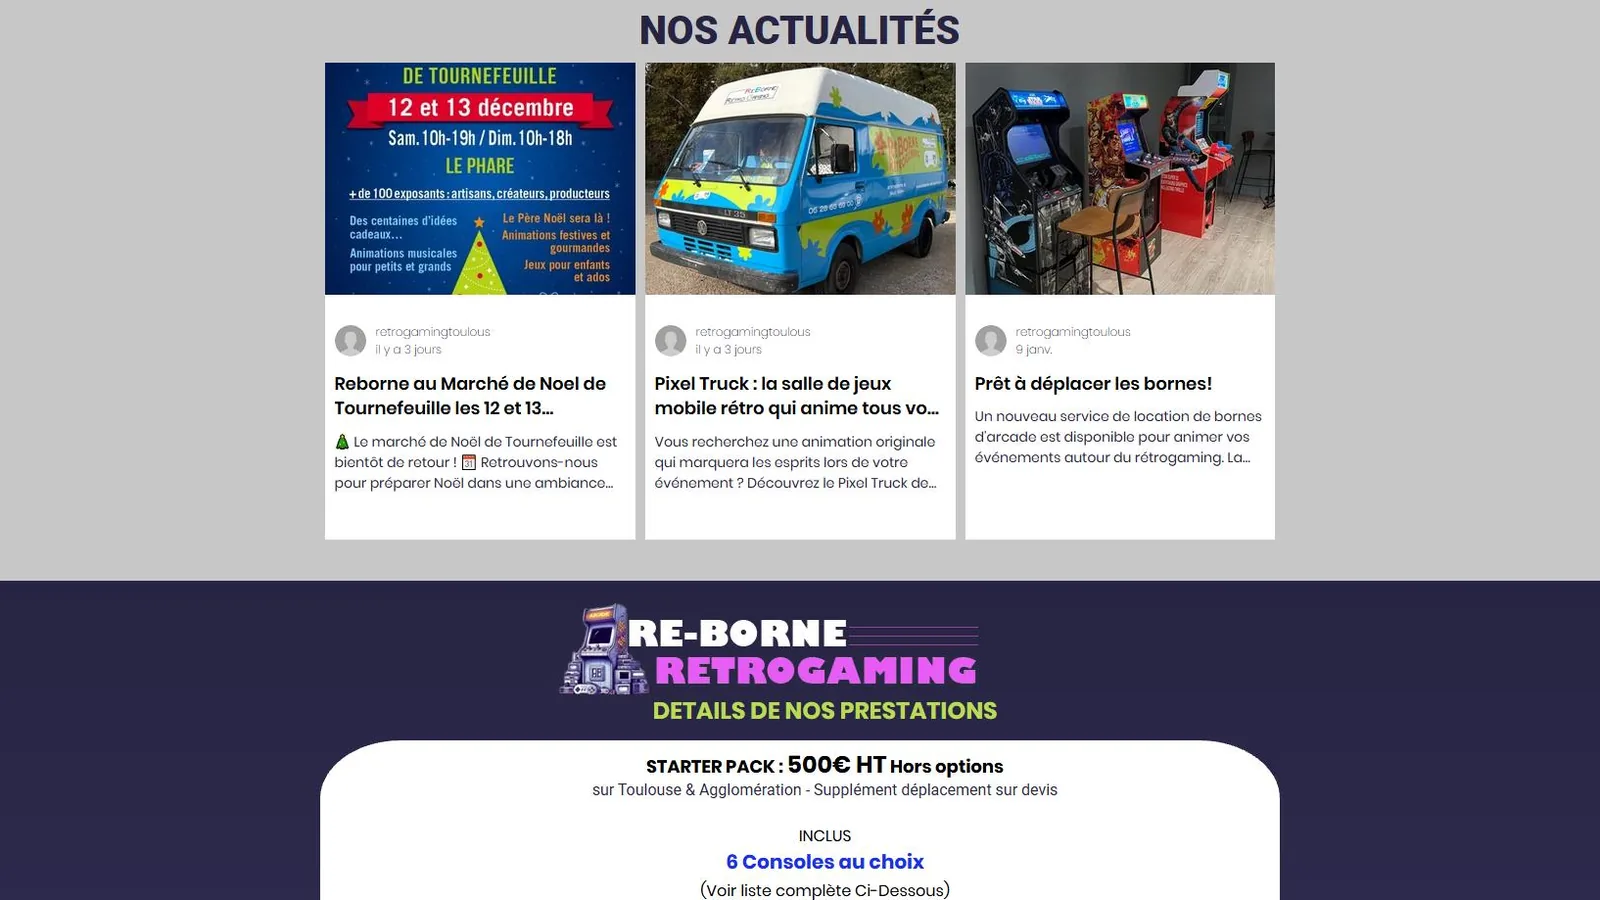 NOS ACTUALITÉS
DE TOURNEFEUILLE
12 et 13 décembre
Sam. 10h-19h / Dim. 10h-18h
LE PHARE
+ de 100 exposants : artisans, créateurs, producteurs
Des centaines d'idées
cadeaux...
Animations musicales
pour petits et grands
Le Père Noël sera là !
Animations festives et
gourmandes
Jeux pour enfants
et ados
REBORNE
RETRO GAMING
LT 35
retrogamingtoulous
il y a 3 jours
Reborne au Marché de Noel de
Tournefeuille les 12 et 13...
🎄 Le marché de Noël de Tournefeuille est
bientôt de retour ! 📅 Retrouvons-nous
pour préparer Noël dans une ambiance...
retrogamingtoulous
il y a 3 jours
Pixel Truck : la salle de jeux
mobile rétro qui anime tous vo...
Vous recherchez une animation originale
qui marquera les esprits lors de votre
événement ? Découvrez le Pixel Truck de...
retrogamingtoulous
9 janv.
Prêt à déplacer les bornes!
Un nouveau service de location de bornes
d'arcade est disponible pour animer vos
événements autour du rétrogaming. La...
RE-BORNE
RETROGAMING
DETAILS DE NOS PRESTATIONS
STARTER PACK : 500€ HT Hors options
sur Toulouse & Agglomération - Supplément déplacement sur devis
INCLUS
6 Consoles au choix
(Voir liste complète Ci-Dessous)